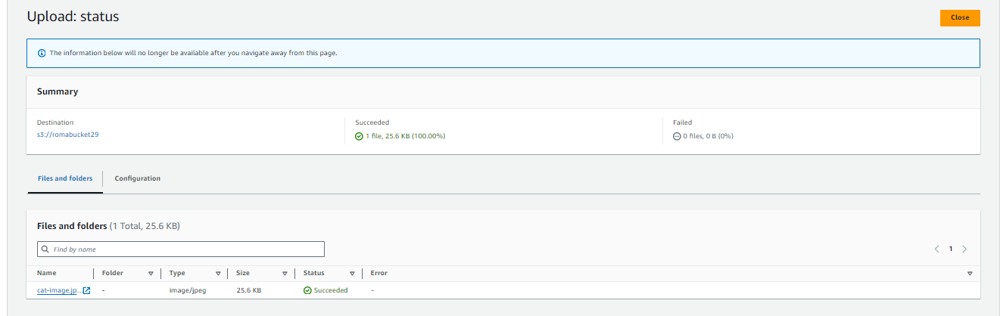 Upload: status
Close
The information below will no longer be available after you navigate away from this page.
Summary
Destination
s3://romabucket29
Succeeded
1 file, 25.6 KB (100.00%)
Failed
0 files, 0 B (0%)
Files and folders
Configuration
Files and folders (1 Total, 25.6 KB)
Find by name
1
Name Folder Type Size Status Error
cat-image.jp... - image/jpeg 25.6 KB Succeeded -